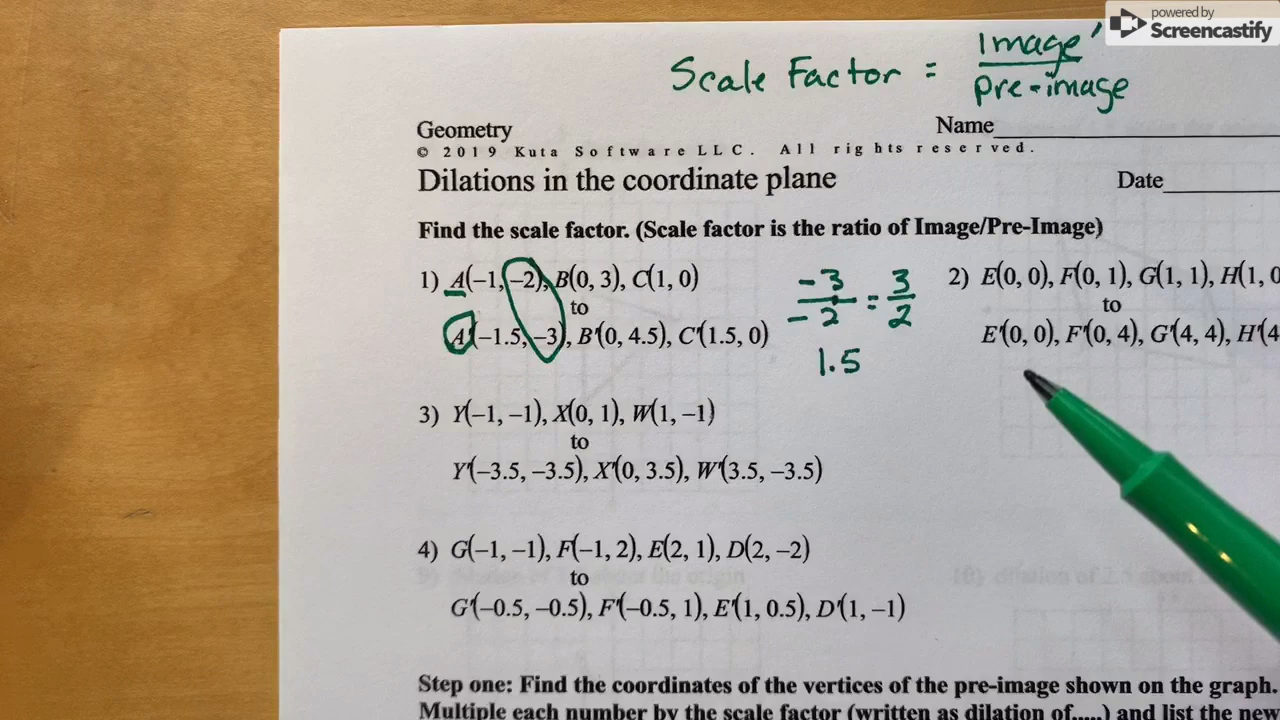 powered by
Screencastify
Scale Factor = Image' / pre-image
Geometry
Name
© 2019 Kuta Software LLC. All rights reserved.
Dilations in the coordinate plane
Date
Find the scale factor. (Scale factor is the ratio of Image/Pre-Image)
1) A(−1, −2), B(0, 3), C(1, 0)
to
A'(−1.5, −3), B'(0, 4.5), C'(1.5, 0)
-3 / -2 = 3 / 2
1.5
2) E(0, 0), F(0, 1), G(1, 1), H(1, 0
to
E'(0, 0), F'(0, 4), G'(4, 4), H'(4
3) Y(−1, −1), X(0, 1), W(1, −1)
to
Y'(−3.5, −3.5), X'(0, 3.5), W'(3.5, −3.5)
4) G(−1, −1), F(−1, 2), E(2, 1), D(2, −2)
to
G'(−0.5, −0.5), F'(−0.5, 1), E'(1, 0.5), D'(1, −1)
Step one: Find the coordinates of the vertices of the pre-image shown on the graph.
Multiple each number by the scale factor (written as dilation of.....) and list the new